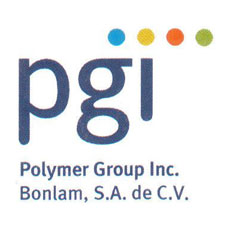 pgi
Polymer Group Inc.
Bonlam, S.A. de C.V.